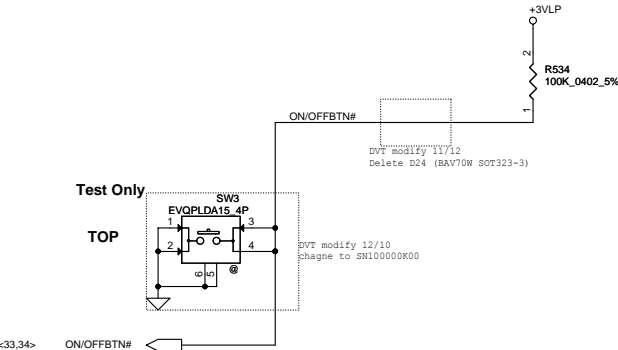 +3VLP
2
R534
100K_0402_5%
1
ON/OFFBTN#
DVT modify 11/12
Delete D24 (BAV70W SOT323-3)
Test Only
SW3
EVQPLDA15_4P
1
3
TOP
2
4
DVT modify 12/10
chagne to SN100000K00
6
5
@
<33,34>
ON/OFFBTN#